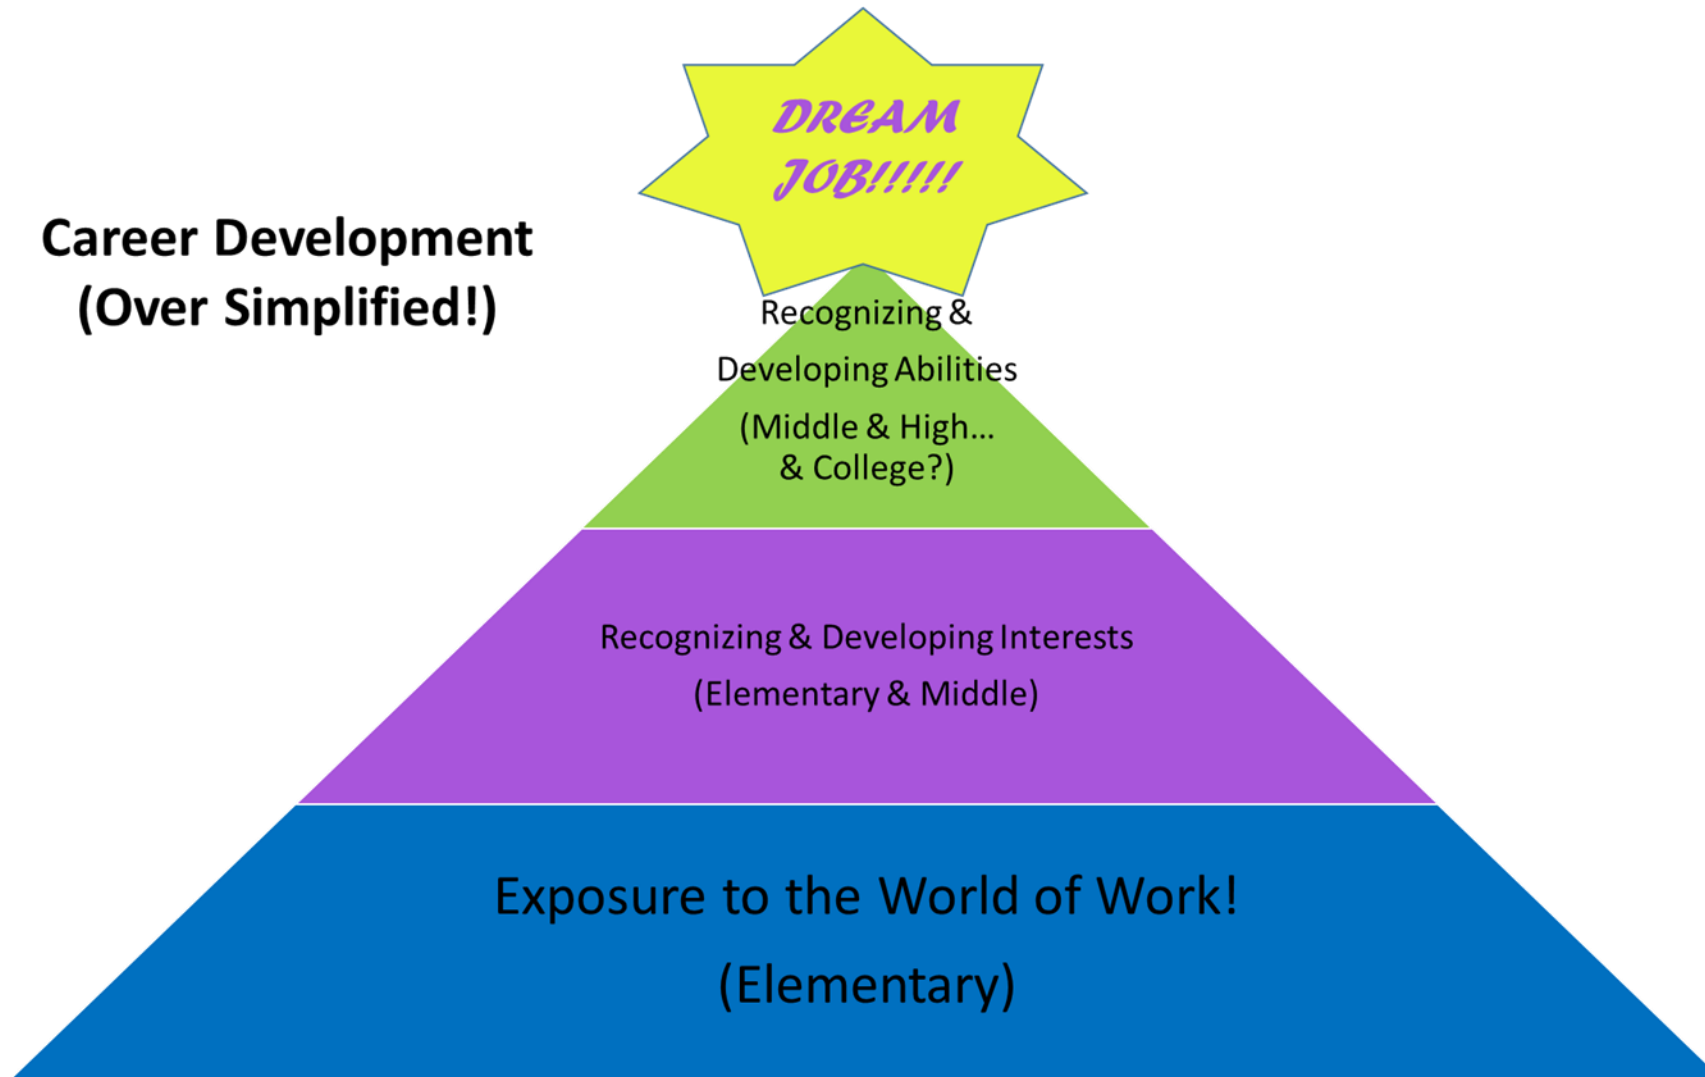 DREAM
JOB!!!!!
Career Development
(Over Simplified!)
Recognizing &
Developing Abilities
(Middle & High...
& College?)
Recognizing & Developing Interests
(Elementary & Middle)
Exposure to the World of Work!
(Elementary)